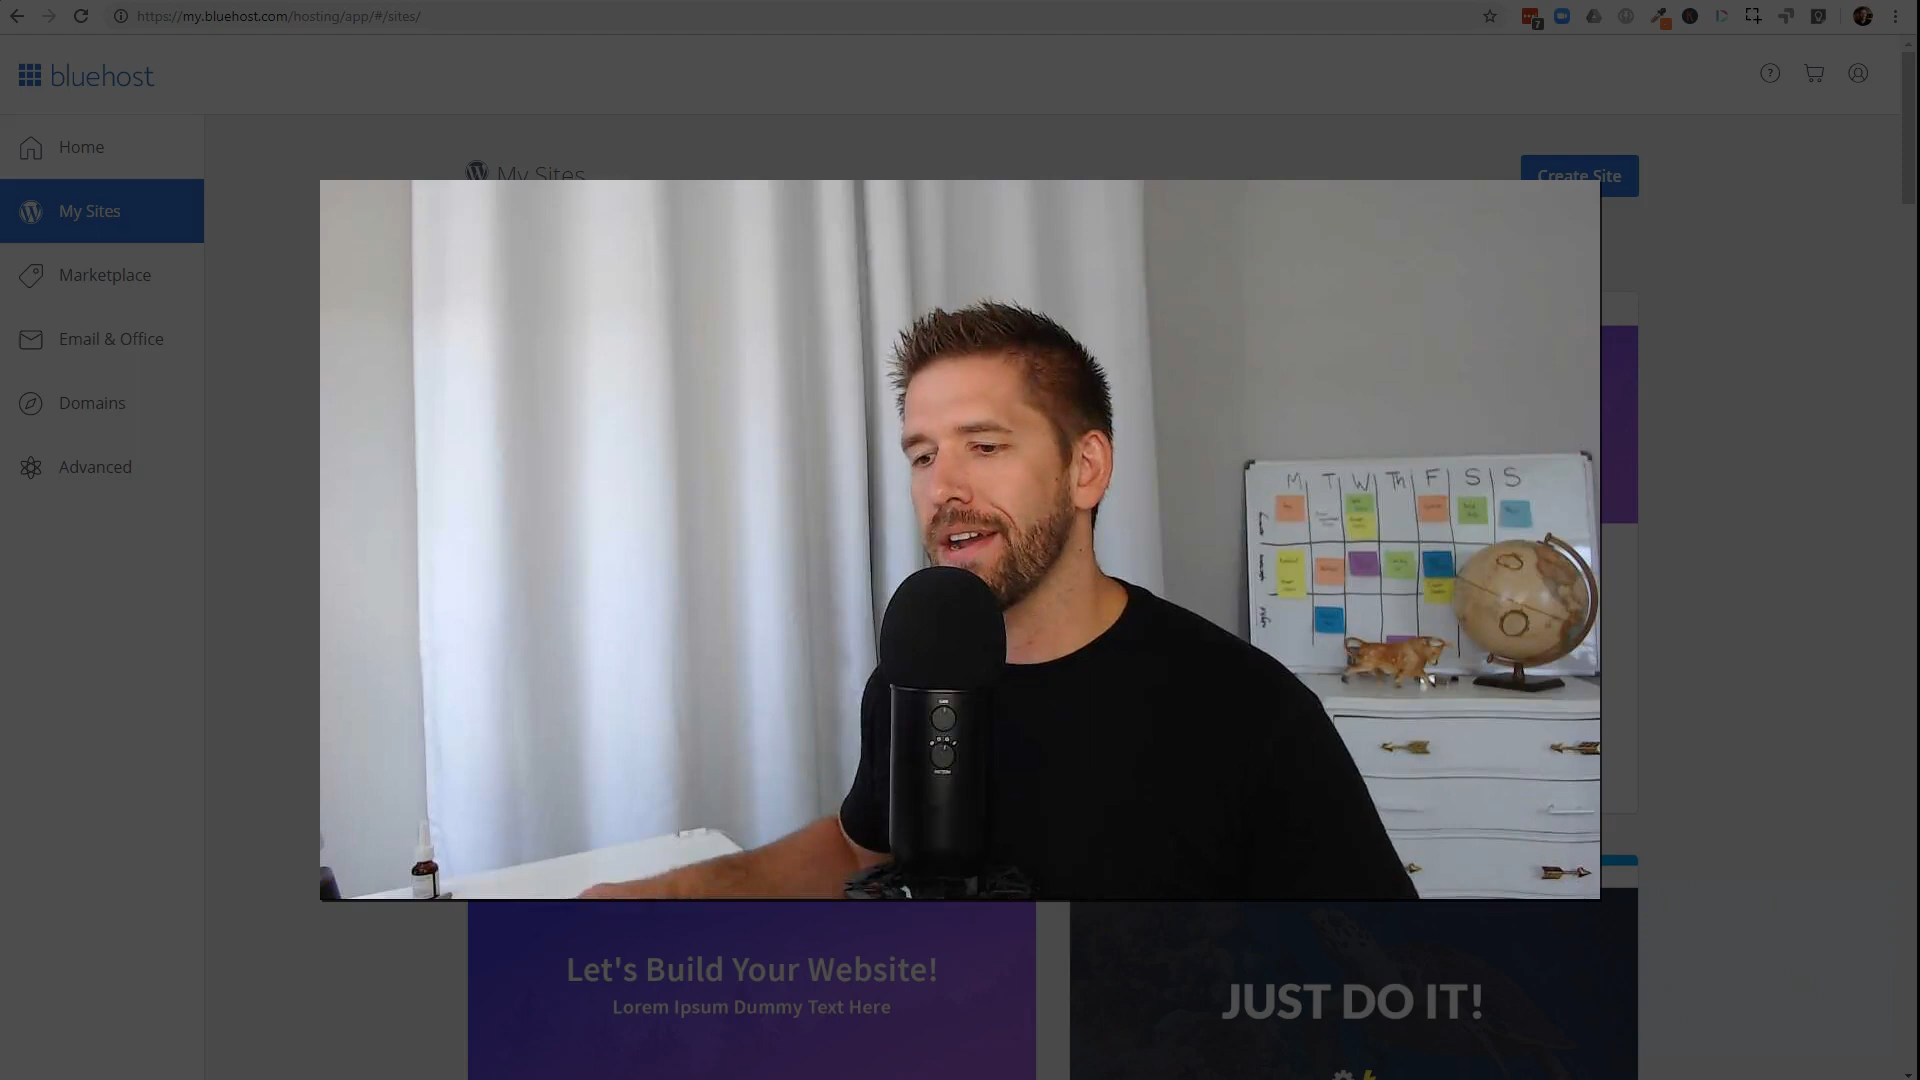 https://my.bluehost.com/hosting/app/#/sites/
7
bluehost
?
Home
My Sites
Create Site
My Sites
Marketplace
Email & Office
Domains
Advanced
M T W Th F S S
Let's Build Your Website!
Lorem Ipsum Dummy Text Here
JUST DO IT!